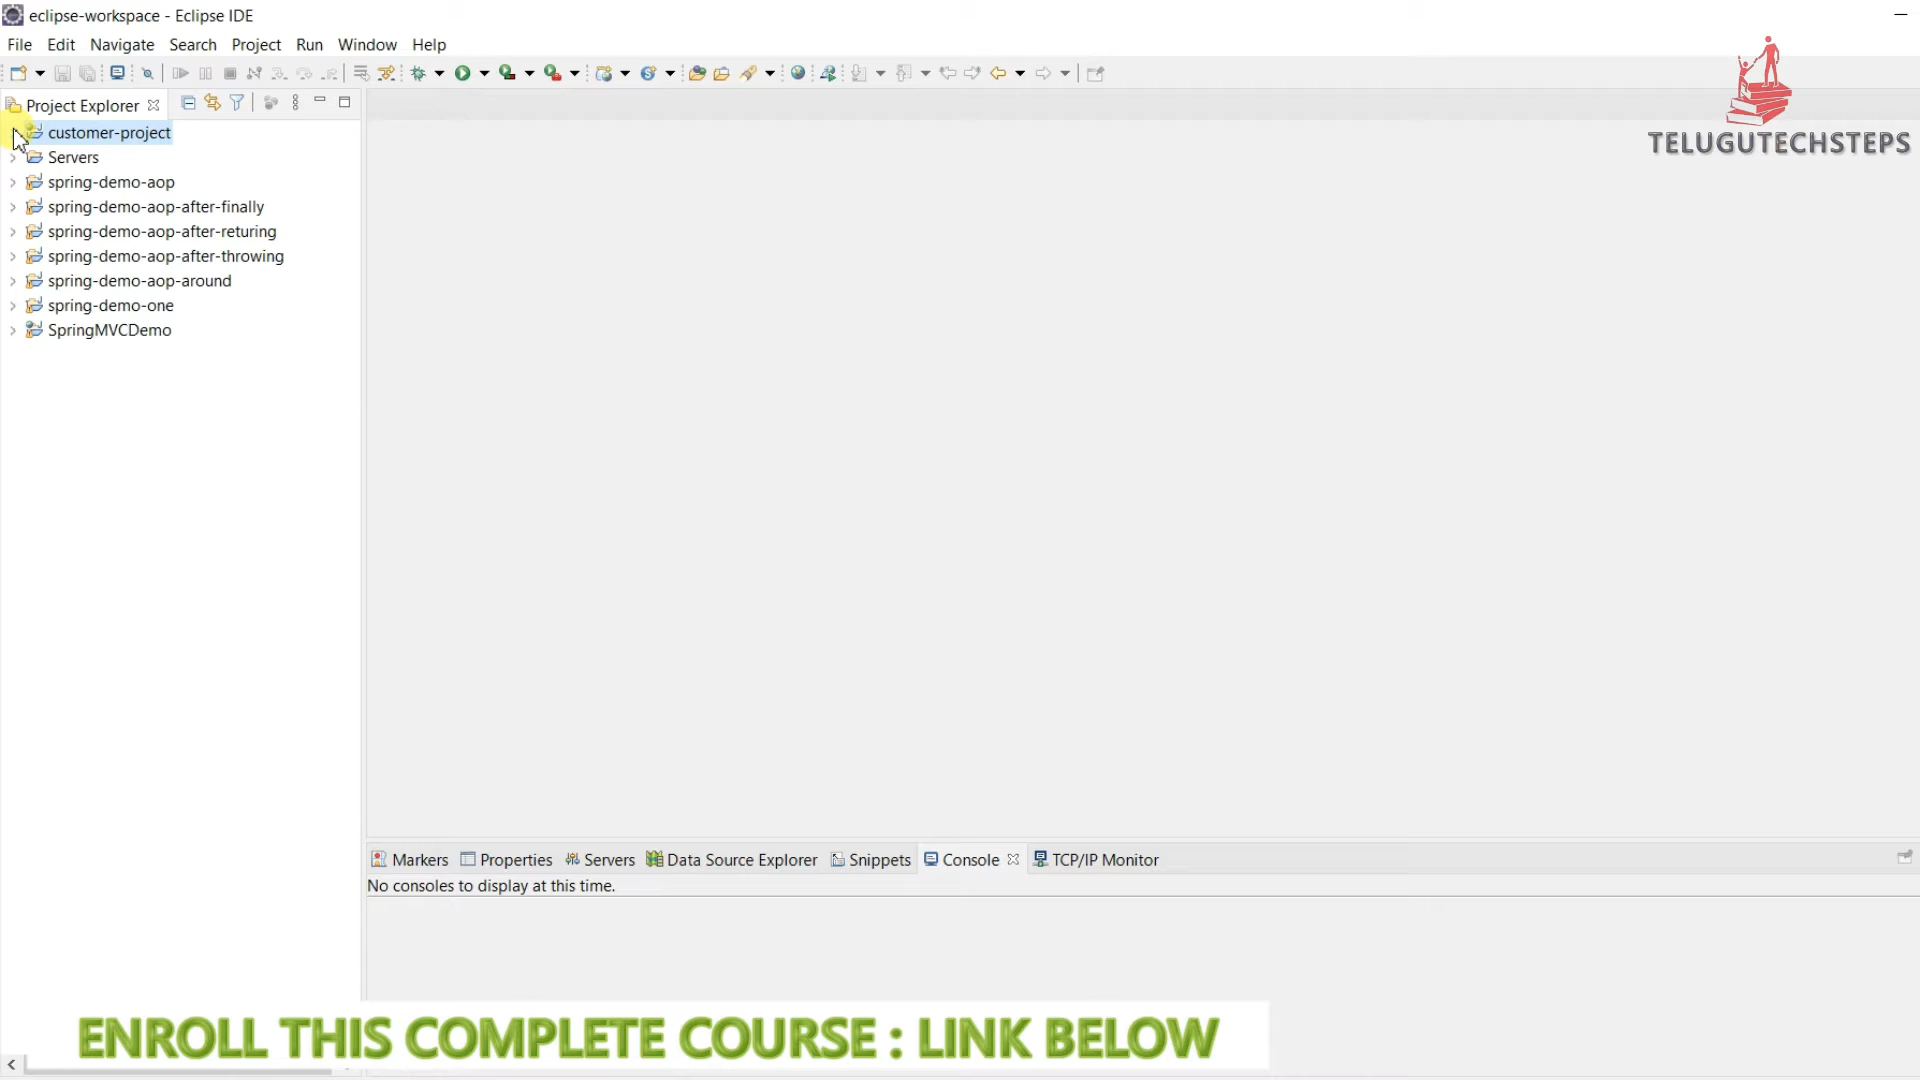 eclipse-workspace - Eclipse IDE
File Edit Navigate Search Project Run Window Help
TELUGUTECHSTEPS
Project Explorer
customer-project
Servers
spring-demo-aop
spring-demo-aop-after-finally
spring-demo-aop-after-returing
spring-demo-aop-after-throwing
spring-demo-aop-around
spring-demo-one
SpringMVCDemo
Markers Properties Servers Data Source Explorer Snippets Console TCP/IP Monitor
No consoles to display at this time.
ENROLL THIS COMPLETE COURSE : LINK BELOW